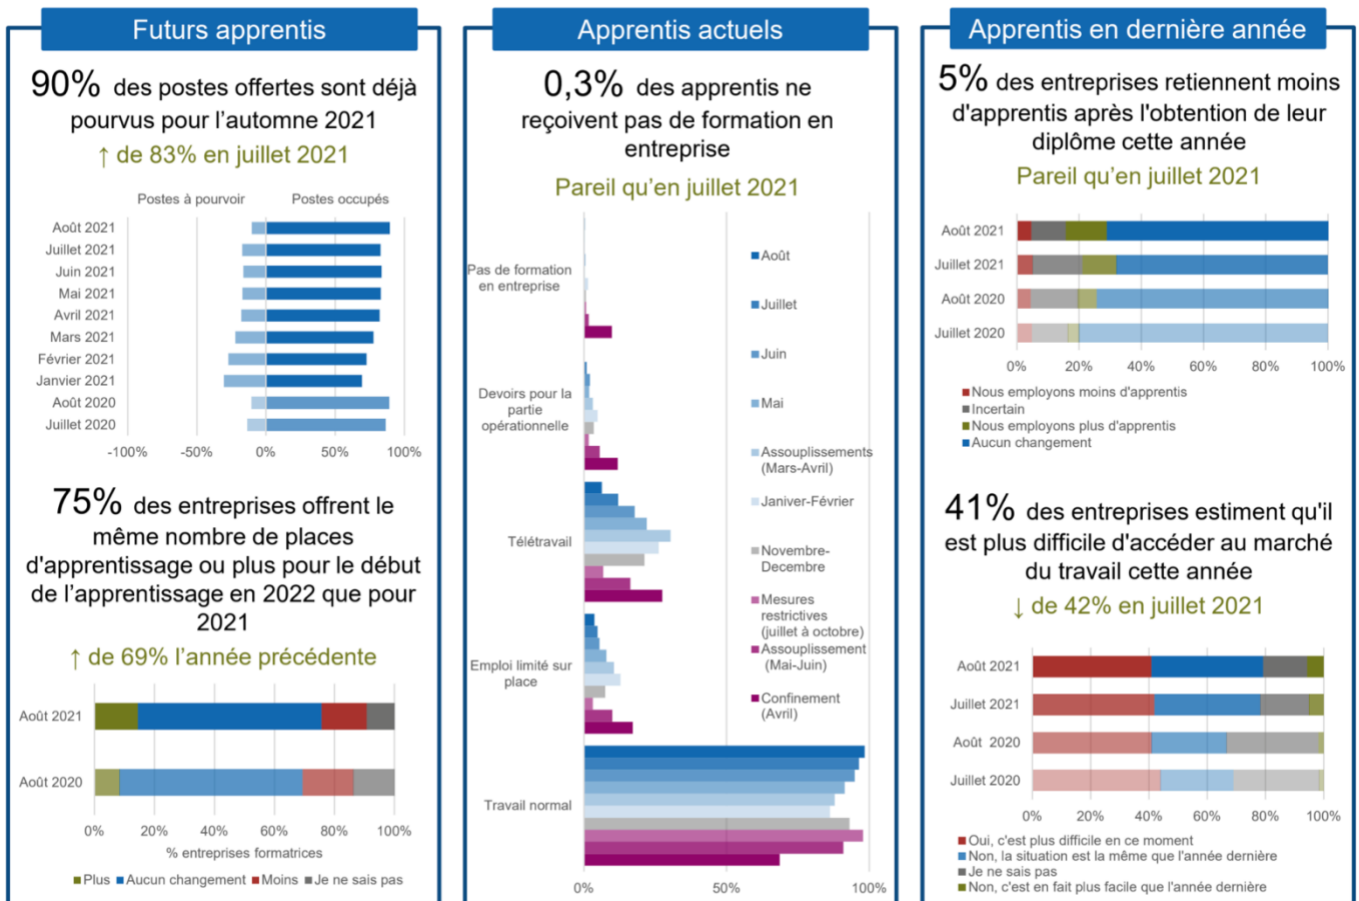 Futurs apprentis
90% des postes offertes sont déjà
pourvus pour l'automne 2021
↑ de 83% en juillet 2021
Postes à pourvoir
Postes occupés
Août 2021
Juillet 2021
Juin 2021
Mai 2021
Avril 2021
Mars 2021
Février 2021
Janvier 2021
Août 2020
Juillet 2020
-100%
-50%
0%
50%
100%
75% des entreprises offrent le
même nombre de places
d'apprentissage ou plus pour le début
de l'apprentissage en 2022 que pour
2021
↑ de 69% l'année précédente
Août 2021
Août 2020
0%
20%
40%
60%
80%
100%
% entreprises formatrices
Plus
Aucun changement
Moins
Je ne sais pas
Apprentis actuels
0,3% des apprentis ne
reçoivent pas de formation en
entreprise
Pareil qu'en juillet 2021
Pas de formation
en entreprise
Devoirs pour la
partie
opérationnelle
Télétravail
Emploi limité sur
place
Travail normal
0%
50%
100%
Août
Juillet
Juin
Mai
Assouplissements
(Mars-Avril)
Janiver-Février
Novembre-
Decembre
Mesures
restrictives
(juillet à octobre)
Assouplissement
(Mai-Juin)
Confinement
(Avril)
Apprentis en dernière année
5% des entreprises retiennent moins
d'apprentis après l'obtention de leur
diplôme cette année
Pareil qu'en juillet 2021
Août 2021
Juillet 2021
Août 2020
Juillet 2020
0%
20%
40%
60%
80%
100%
Nous employons moins d'apprentis
Incertain
Nous employons plus d'apprentis
Aucun changement
41% des entreprises estiment qu'il
est plus difficile d'accéder au marché
du travail cette année
↓ de 42% en juillet 2021
Août 2021
Juillet 2021
Août 2020
Juillet 2020
0%
20%
40%
60%
80%
100%
Oui, c'est plus difficile en ce moment
Non, la situation est la même que l'année dernière
Je ne sais pas
Non, c'est en fait plus facile que l'année dernière